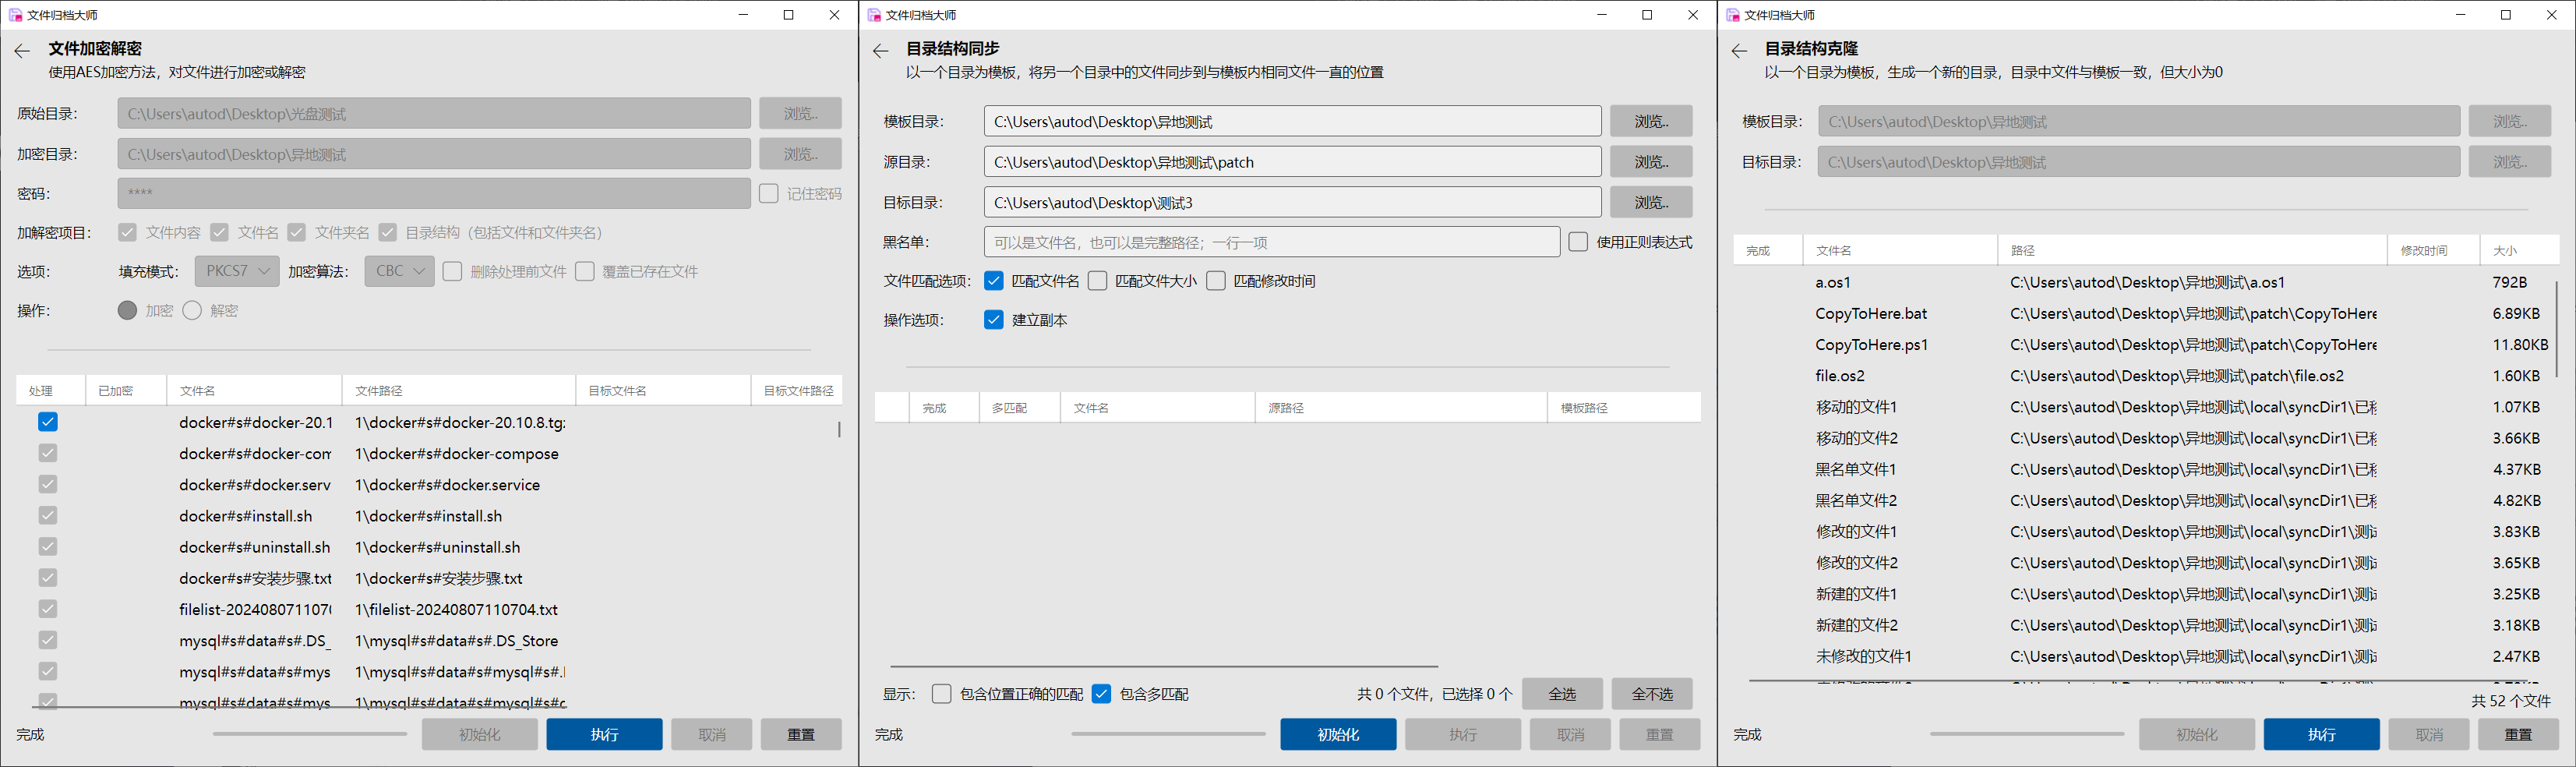 文件归档大师
文件加密解密
使用AES加密方法，对文件进行加密或解密
原始目录：
C:\Users\autod\Desktop\光盘测试
浏览..
加密目录：
C:\Users\autod\Desktop\异地测试
浏览..
密码：
****
记住密码
加解密项目：
文件内容 文件名 文件夹名 目录结构（包括文件和文件夹名）
选项： 填充模式： PKCS7 加密算法： CBC 删除处理前文件 覆盖已存在文件
操作： 加密 解密
处理 已加密 文件名 文件路径 目标文件名 目标文件路径
docker#s#docker-20.1 1\docker#s#docker-20.10.8.tgz
docker#s#docker-com 1\docker#s#docker-compose
docker#s#docker.serv 1\docker#s#docker.service
docker#s#install.sh 1\docker#s#install.sh
docker#s#uninstall.sh 1\docker#s#uninstall.sh
docker#s#安装步骤.txt 1\docker#s#安装步骤.txt
filelist-20240807110704 1\filelist-20240807110704.txt
mysql#s#data#s#.DS_ 1\mysql#s#data#s#.DS_Store
mysql#s#data#s#mys 1\mysql#s#data#s#mysql#s#.
mysql#s#data#s#mys 1\mysql#s#data#s#mysql#s#c
完成 初始化 执行 取消 重置
文件归档大师
目录结构同步
以一个目录为模板，将另一个目录中的文件同步到与模板内相同文件一直的位置
模板目录： C:\Users\autod\Desktop\异地测试 浏览..
源目录： C:\Users\autod\Desktop\异地测试\patch 浏览..
目标目录： C:\Users\autod\Desktop\测试3 浏览..
黑名单： 可以是文件名，也可以是完整路径；一行一项 使用正则表达式
文件匹配选项： 匹配文件名 匹配文件大小 匹配修改时间
操作选项： 建立副本
完成 多匹配 文件名 源路径 模板路径
显示： 包含位置正确的匹配 包含多匹配 共 0 个文件，已选择 0 个 全选 全不选
完成 初始化 执行 取消 重置
文件归档大师
目录结构克隆
以一个目录为模板，生成一个新的目录，目录中文件与模板一致，但大小为0
模板目录： C:\Users\autod\Desktop\异地测试 浏览..
目标目录： C:\Users\autod\Desktop\异地测试 浏览..
完成 文件名 路径 修改时间 大小
a.os1 C:\Users\autod\Desktop\异地测试\a.os1 792B
CopyToHere.bat C:\Users\autod\Desktop\异地测试\patch\CopyToHere 6.89KB
CopyToHere.ps1 C:\Users\autod\Desktop\异地测试\patch\CopyToHere 11.80KB
file.os2 C:\Users\autod\Desktop\异地测试\patch\file.os2 1.60KB
移动的文件1 C:\Users\autod\Desktop\异地测试\local\syncDir1\已移 1.07KB
移动的文件2 C:\Users\autod\Desktop\异地测试\local\syncDir1\已移 3.66KB
黑名单文件1 C:\Users\autod\Desktop\异地测试\local\syncDir1\已移 4.37KB
黑名单文件2 C:\Users\autod\Desktop\异地测试\local\syncDir1\已移 4.82KB
修改的文件1 C:\Users\autod\Desktop\异地测试\local\syncDir1\测试 3.83KB
修改的文件2 C:\Users\autod\Desktop\异地测试\local\syncDir1\测试 3.65KB
新建的文件1 C:\Users\autod\Desktop\异地测试\local\syncDir1\测试 3.25KB
新建的文件2 C:\Users\autod\Desktop\异地测试\local\syncDir1\测试 3.18KB
未修改的文件1 C:\Users\autod\Desktop\异地测试\local\syncDir1\测试 2.47KB
共 52 个文件
完成 初始化 执行 取消 重置